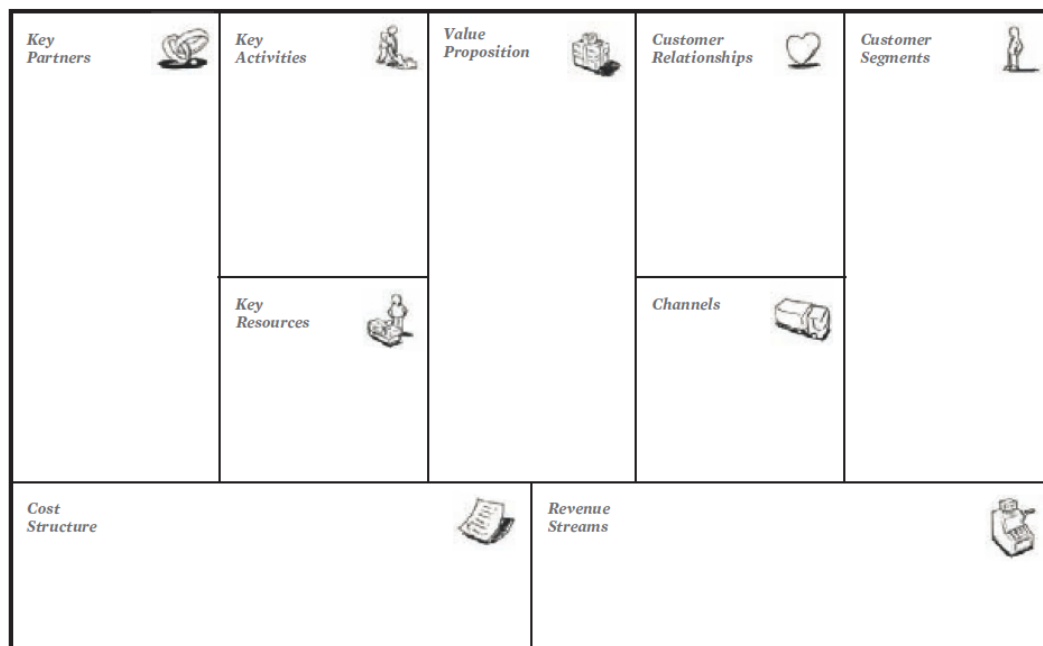 Key
Partners
Key
Activities
Value
Proposition
Customer
Relationships
Customer
Segments
Key
Resources
Channels
Cost
Structure
Revenue
Streams